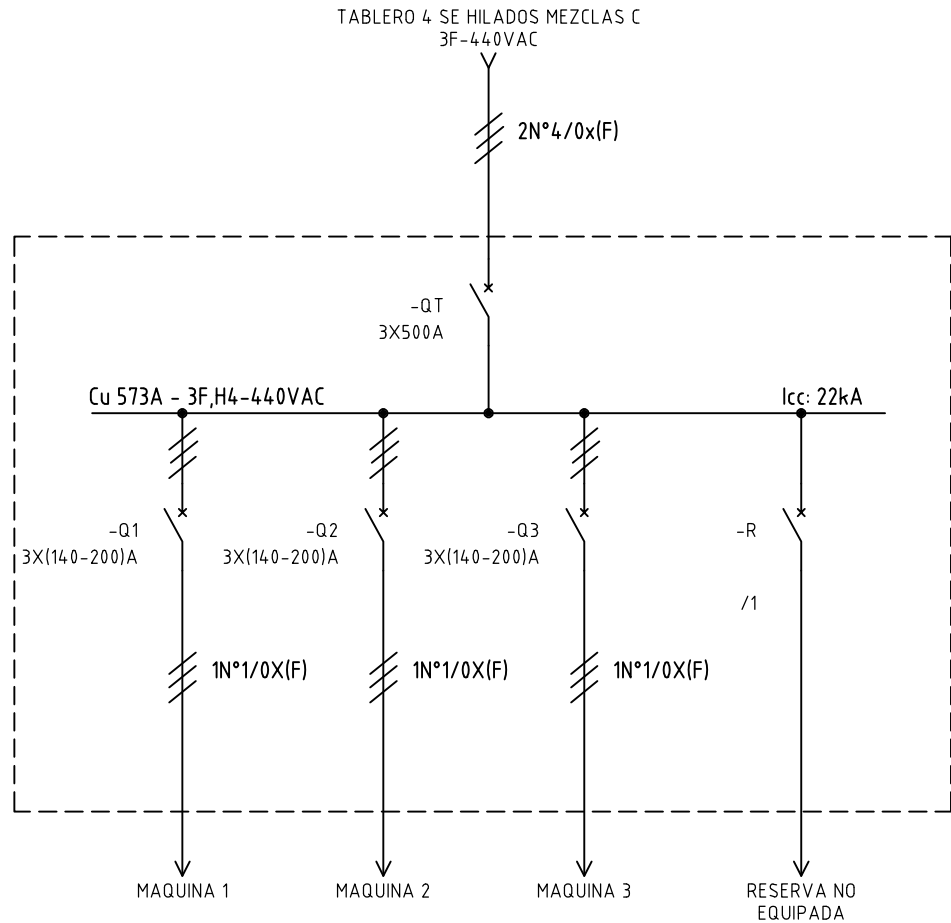 TABLERO 4 SE HILADOS MEZCLAS C
3F-440VAC
2N°4/0x(F)
-QT
3X500A
Cu 573A - 3F,H4-440VAC
Icc: 22kA
-Q1
3X(140-200)A
-Q2
3X(140-200)A
-Q3
3X(140-200)A
-R
/1
1N°1/0X(F)
1N°1/0X(F)
1N°1/0X(F)
MAQUINA 1
MAQUINA 2
MAQUINA 3
RESERVA NO
EQUIPADA